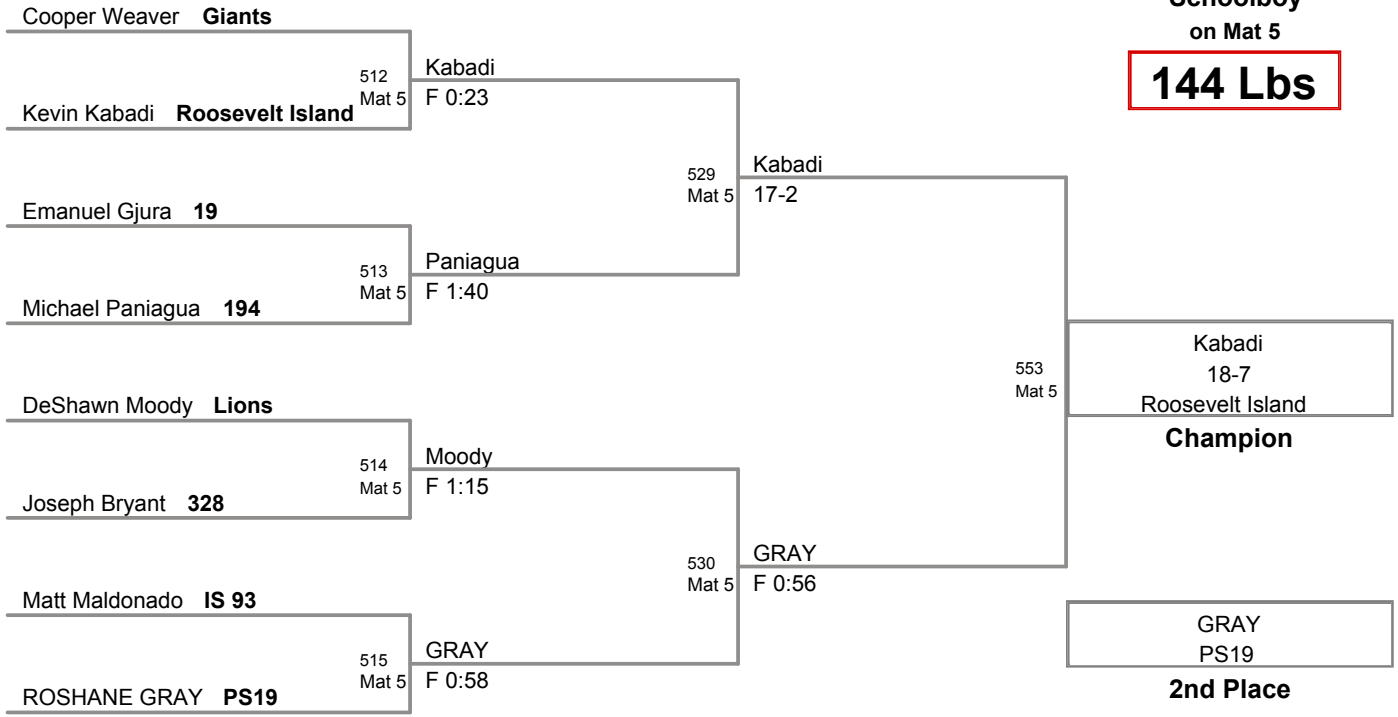 Schoolboy
on Mat 5
144 Lbs
Cooper Weaver Giants
512
Mat 5
Kabadi
F 0:23
Kevin Kabadi Roosevelt Island
529
Mat 5
Kabadi
17-2
Emanuel Gjura 19
513
Mat 5
Paniagua
F 1:40
Michael Paniagua 194
553
Mat 5
Kabadi
18-7
Roosevelt Island
Champion
DeShawn Moody Lions
514
Mat 5
Moody
F 1:15
Joseph Bryant 328
530
Mat 5
GRAY
F 0:56
Matt Maldonado IS 93
515
Mat 5
GRAY
F 0:58
ROSHANE GRAY PS19
GRAY
PS19
2nd Place